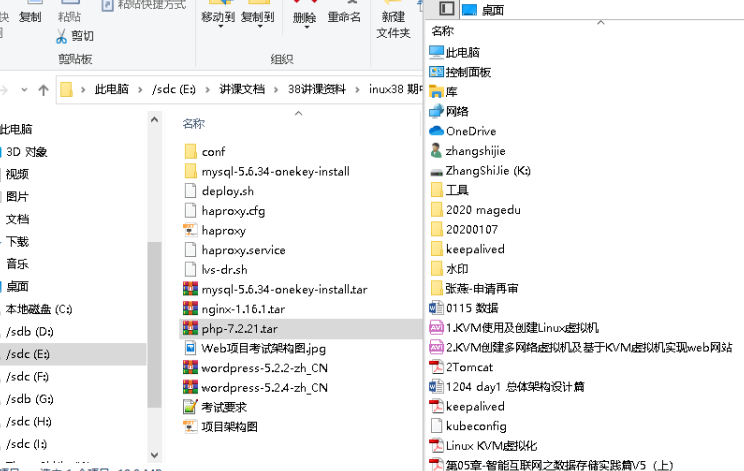 复制
粘贴
粘贴快捷方式
剪切
剪贴板
移动到 复制到
删除 重命名
组织
新建
文件夹
此电脑 > /sdc (E:) > 讲课文档 > 38讲课资料 > inux38 期中
此电脑
3D 对象
视频
图片
文档
下载
音乐
桌面
本地磁盘 (C:)
/sdb (D:)
/sdc (E:)
/sdc (F:)
/sdb (G:)
/sdc (H:)
/sdc (I:)
名称
conf
mysql-5.6.34-onekey-install
deploy.sh
haproxy.cfg
haproxy
haproxy.service
lvs-dr.sh
mysql-5.6.34-onekey-install.tar
nginx-1.16.1.tar
php-7.2.21.tar
Web项目考试架构图.jpg
wordpress-5.2.2-zh_CN
wordpress-5.2.4-zh_CN
考试要求
项目架构图
桌面
名称
此电脑
控制面板
库
网络
OneDrive
zhangshijie
ZhangShiJie (K:)
工具
2020 magedu
20200107
keepalived
水印
张燕-申请再审
0115 数据
1.KVM使用及创建Linux虚拟机
2.KVM创建多网络虚拟机及基于KVM虚拟机实现web网站
2Tomcat
1204 day1 总体架构设计篇
keepalived
kubeconfig
Linux KVM虚拟化
第05章-智能互联网之数据存储实践篇V5（上）